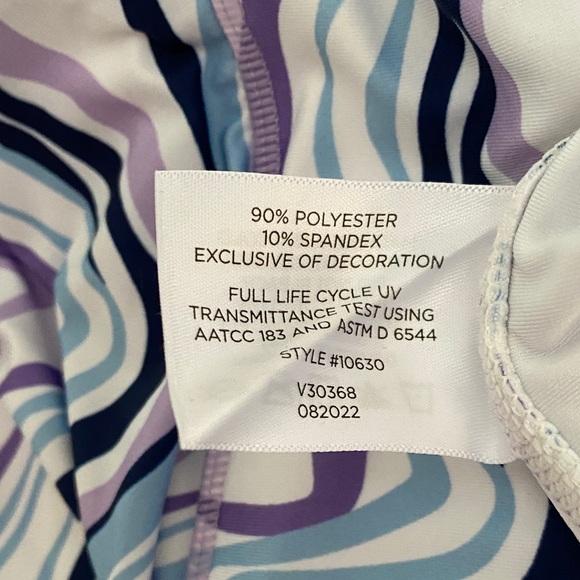 90% POLYESTER
10% SPANDEX
EXCLUSIVE OF DECORATION
FULL LIFE CYCLE UV
TRANSMITTANCE TEST USING
AATCC 183 AND ASTM D 6544
STYLE #10630
V30368
082022